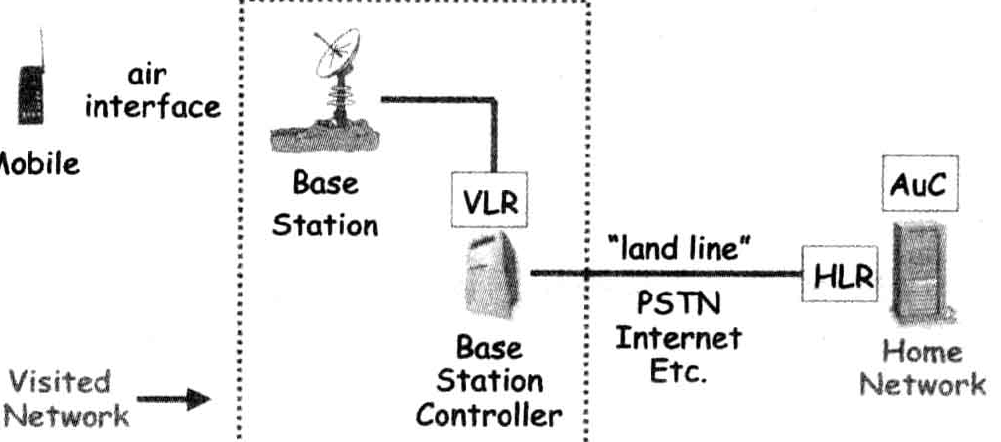 air
interface
Mobile
Base
Station
VLR
"land line"
PSTN
Internet
Etc.
AuC
HLR
Home
Network
Base
Station
Controller
Visited
Network